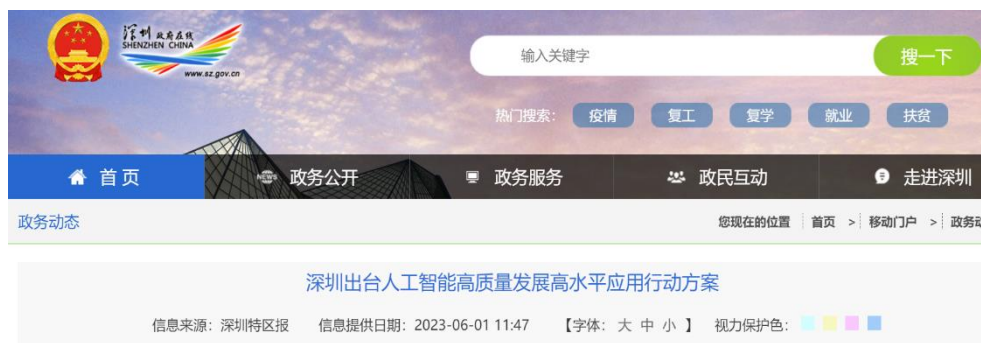 深圳 政府在线
SHENZHEN CHINA
www.sz.gov.cn
输入关键字
搜一下
热门搜索： 疫情 复工 复学 就业 扶贫
首页 NEWS 政务公开 政务服务 政民互动 走进深圳
政务动态
您现在的位置 首页 > 移动门户 > 政务动
深圳出台人工智能高质量发展高水平应用行动方案
信息来源：深圳特区报 信息提供日期：2023-06-01 11:47 【字体：大 中 小 】 视力保护色：